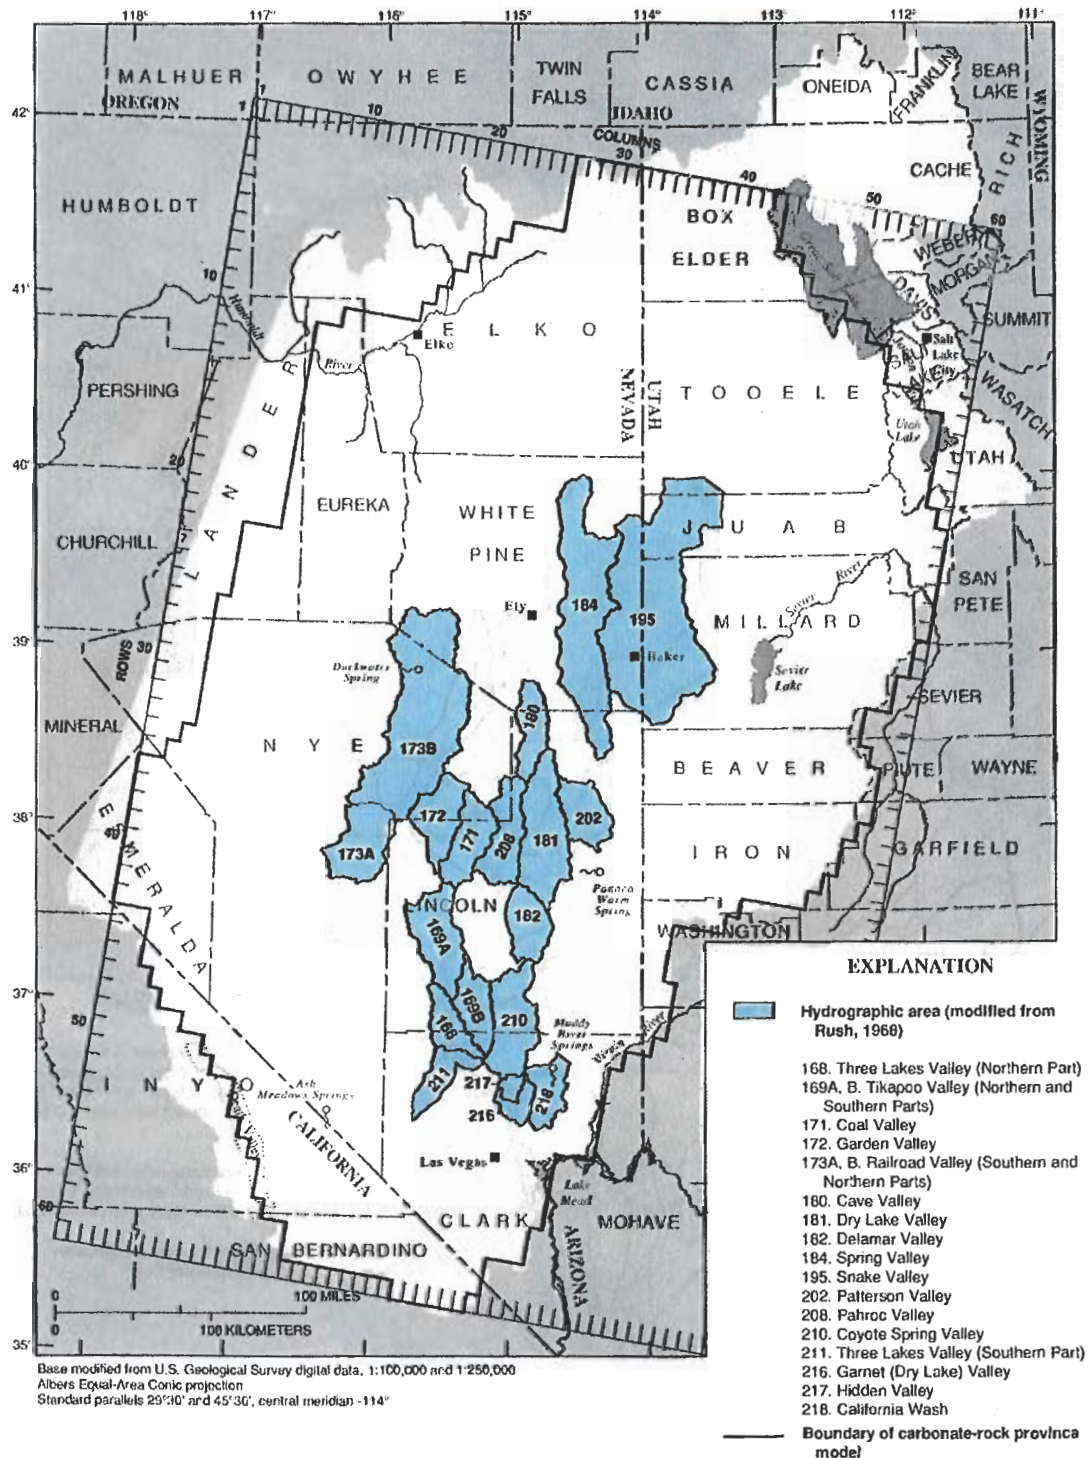 118° 117° 116° 115° 114° 113° 112° 111°
MALHUER OWYHEE TWIN FALLS CASSIA ONEIDA FRANKLIN BEAR LAKE
OREGON IDAHO WYOMING
42°
1 1 10 20 COLUMNS 30 40 50 60
CACHE RICH
HUMBOLDT
BOX
ELDER
WEBER
MORGAN
DAVIS
10
41°
Humboldt
River
ELKO
Elko
SUMMIT
Salt
Lake
City
PERSHING
NEVADA UTAH
TOOELE
WASATCH
LANDER
Utah
Lake
UTAH
40°
20
EUREKA
WHITE
PINE
JUAB
CHURCHILL
Sevier River
SAN
PETE
Ely
184
195
MILLARD
Baker
39°
ROWS 30
Duckwater
Spring
Sevier
Lake
SEVIER
MINERAL
180
NYE
173B
BEAVER
PIUTE
WAYNE
172
171
208
181
202
38°
40
173A
IRON
GARFIELD
ESMERALDA
Panaca
Warm
Spring
LINCOLN
182
169A
WASHINGTON
37°
50
169B
210
168
Muddy
River
Springs
Virgin River
211
217
216
218
INYO
Ash
Meadows Springs
CALIFORNIA
36°
Las Vegas
Lake
Mead
60
CLARK
MOHAVE
ARIZONA
SAN BERNARDINO
0 100 MILES
0 100 KILOMETERS
35°
Base modified from U.S. Geological Survey digital data, 1:100,000 and 1:250,000
Albers Equal-Area Conic projection
Standard parallels 29°30' and 45°30', central meridian -114°
EXPLANATION
Hydrographic area (modified from
Rush, 1968)
168. Three Lakes Valley (Northern Part)
169A, B. Tikapoo Valley (Northern and
Southern Parts)
171. Coal Valley
172. Garden Valley
173A, B. Railroad Valley (Southern and
Northern Parts)
180. Cave Valley
181. Dry Lake Valley
182. Delamar Valley
184. Spring Valley
195. Snake Valley
202. Patterson Valley
208. Pahroc Valley
210. Coyote Spring Valley
211. Three Lakes Valley (Southern Part)
216. Garnet (Dry Lake) Valley
217. Hidden Valley
218. California Wash
Boundary of carbonate-rock province
model